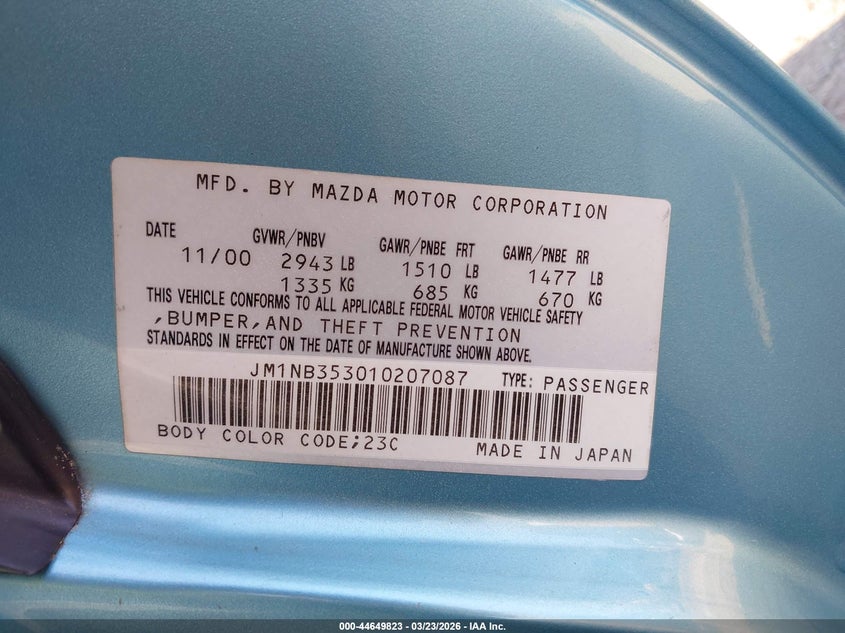 MFD. BY MAZDA MOTOR CORPORATION
DATE GVWR/PNBV GAWR/PNBE FRT GAWR/PNBE RR
11/00 2943 LB 1510 LB 1477 LB
1335 KG 685 KG 670 KG
THIS VEHICLE CONFORMS TO ALL APPLICABLE FEDERAL MOTOR VEHICLE SAFETY
,BUMPER,AND THEFT PREVENTION
STANDARDS IN EFFECT ON THE DATE OF MANUFACTURE SHOWN ABOVE.
JM1NB353010207087 TYPE: PASSENGER
BODY COLOR CODE;23C MADE IN JAPAN
000-44649823 - 03/23/2026 - IAA Inc.